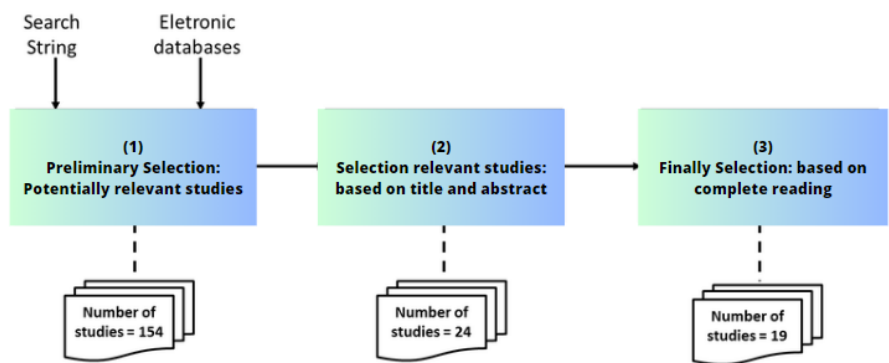 Search
String
Eletronic
databases
(1)
Preliminary Selection:
Potentially relevant studies
(2)
Selection relevant studies:
based on title and abstract
(3)
Finally Selection: based on
complete reading
Number of
studies = 154
Number of
studies = 24
Number of
studies = 19